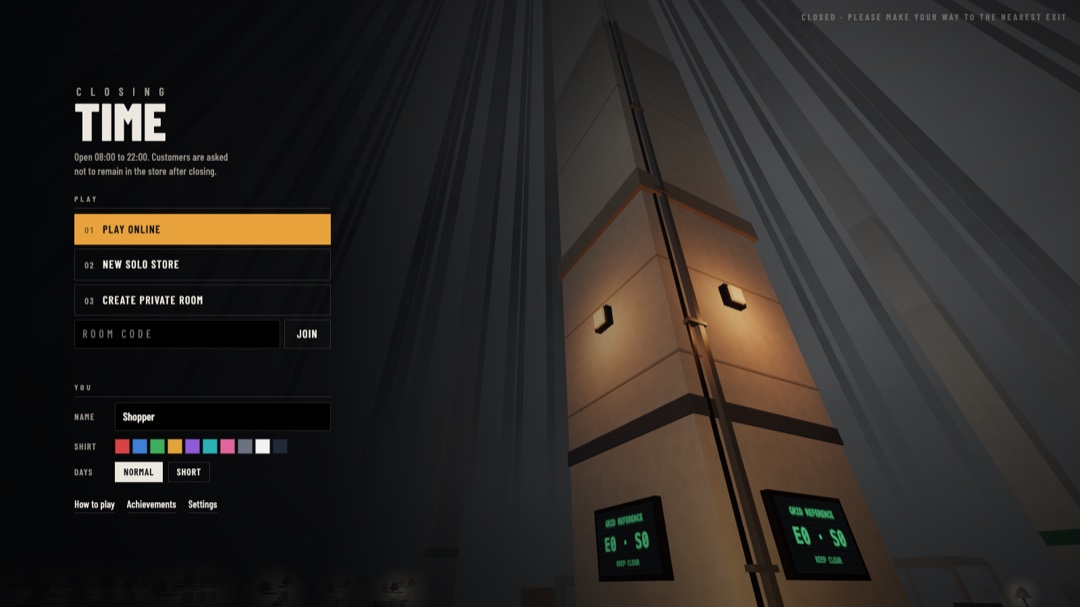 CLOSED - PLEASE MAKE YOUR WAY TO THE NEAREST EXIT
CLOSING
TIME
Open 08:00 to 22:00. Customers are asked
not to remain in the store after closing.
PLAY
01 PLAY ONLINE
02 NEW SOLO STORE
03 CREATE PRIVATE ROOM
ROOM CODE JOIN
YOU
NAME Shopper
SHIRT
DAYS NORMAL SHORT
How to play Achievements Settings
GRID REFERENCE
E0 · S0
KEEP CLEAR
GRID REFERENCE
E0 · S0
KEEP CLEAR